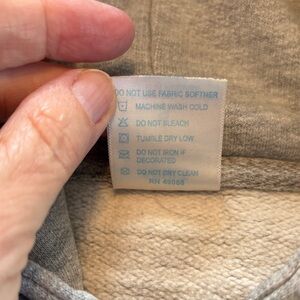 DO NOT USE FABRIC SOFTNER
MACHINE WASH COLD
DO NOT BLEACH
TUMBLE DRY LOW
DO NOT IRON IF
DECORATED
DO NOT DRY CLEAN
RN 49068